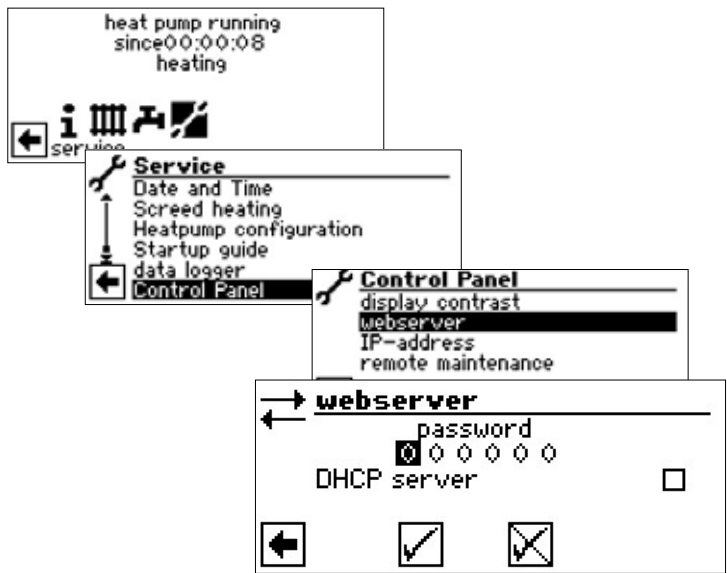 heat pump running
since00:00:08
heating
service
Service
Date and Time
Screed heating
Heatpump configuration
Startup guide
data logger
Control Panel
Control Panel
display contrast
webserver
IP-address
remote maintenance
webserver
password
0 0 0 0 0 0
DHCP server